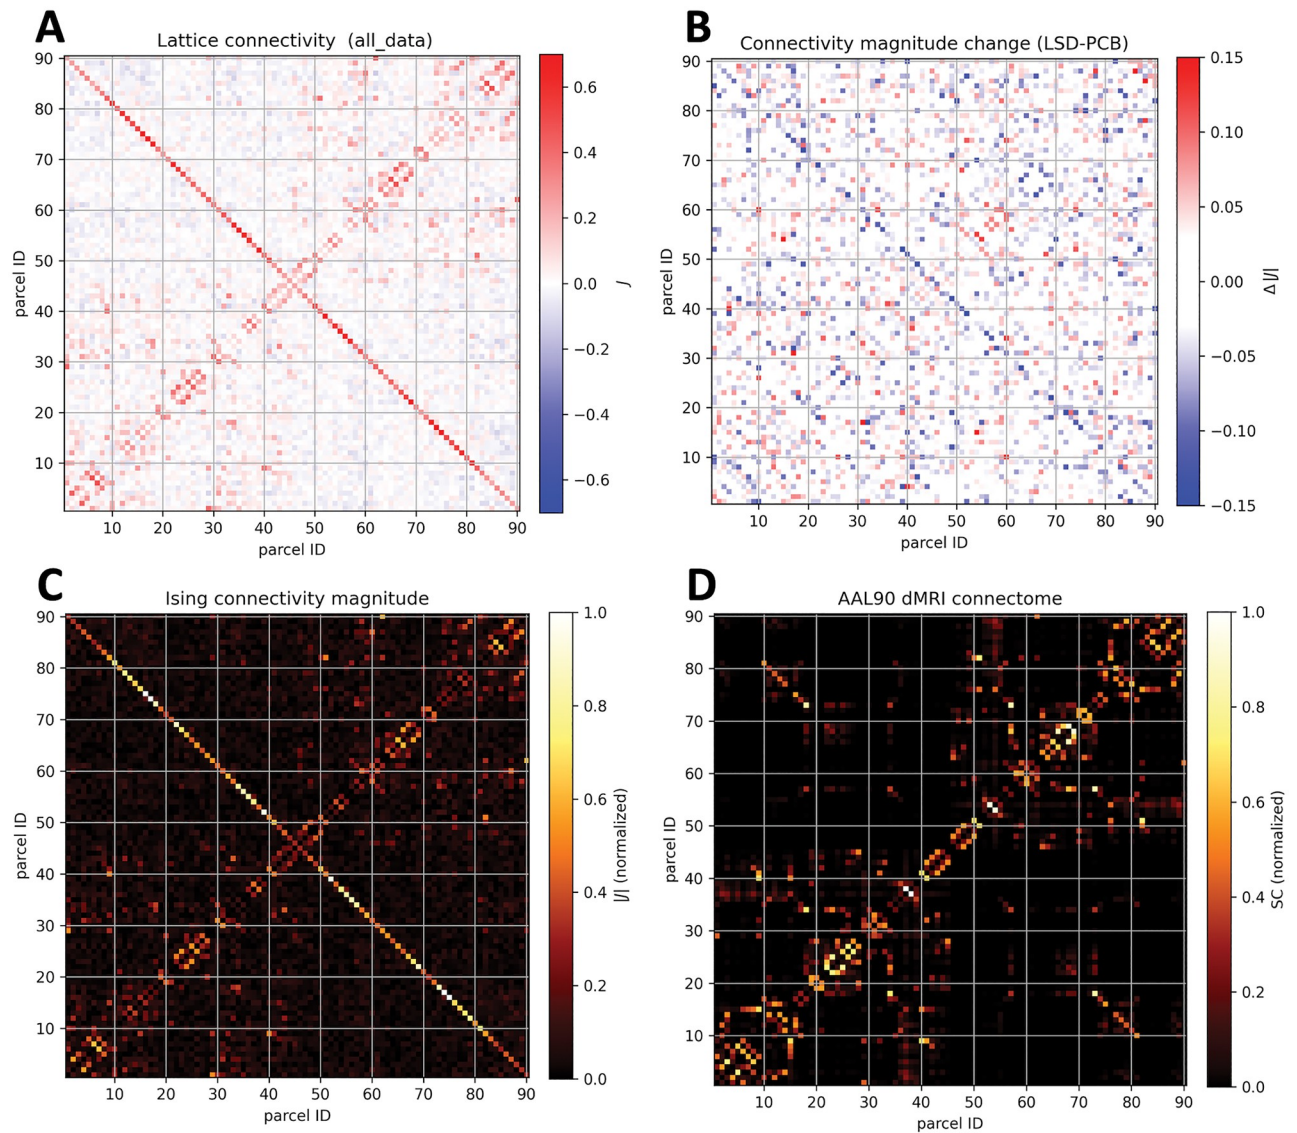 A
Lattice connectivity (all_data)
90
80
70
60
50
40
30
20
10
parcel ID
10 20 30 40 50 60 70 80 90
parcel ID
0.6
0.4
0.2
0.0
−0.2
−0.4
−0.6
J
B
Connectivity magnitude change (LSD-PCB)
90
80
70
60
50
40
30
20
10
parcel ID
10 20 30 40 50 60 70 80 90
parcel ID
0.15
0.10
0.05
0.00
−0.05
−0.10
−0.15
Δ |J|
C
Ising connectivity magnitude
90
80
70
60
50
40
30
20
10
parcel ID
10 20 30 40 50 60 70 80 90
parcel ID
1.0
0.8
0.6
0.4
0.2
0.0
|J| (normalized)
D
AAL90 dMRI connectome
90
80
70
60
50
40
30
20
10
parcel ID
10 20 30 40 50 60 70 80 90
parcel ID
1.0
0.8
0.6
0.4
0.2
0.0
SC (normalized)